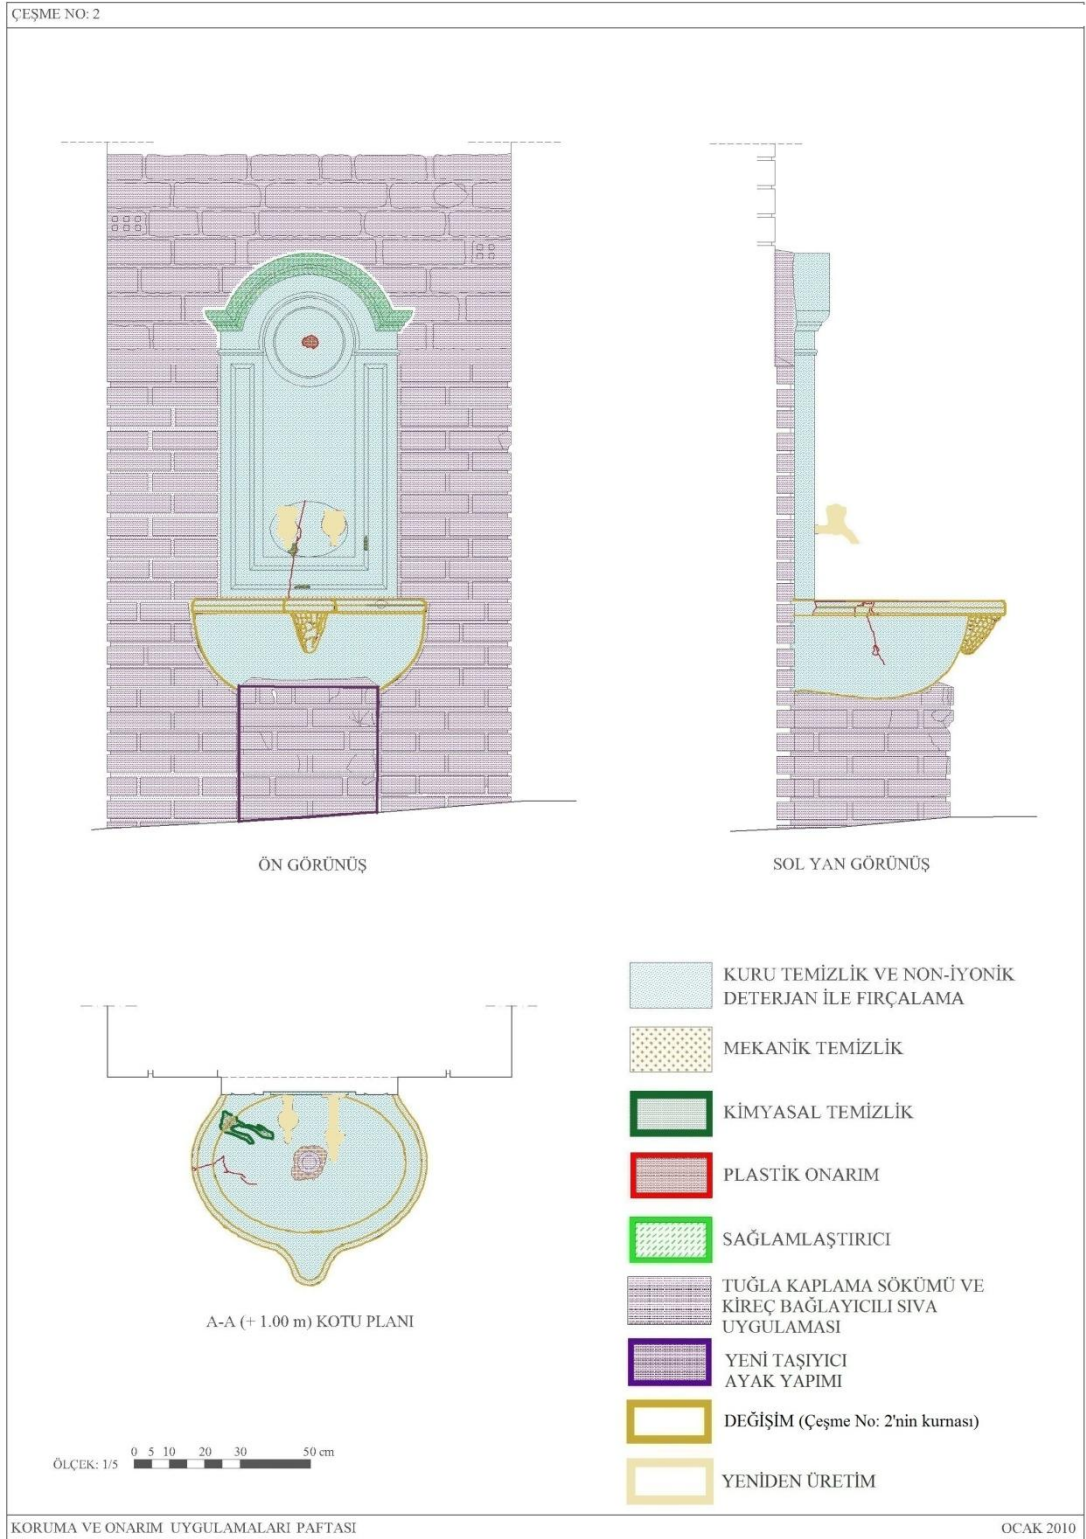 ÇEŞME NO: 2
ÖN GÖRÜNÜŞ
SOL YAN GÖRÜNÜŞ
A-A (+ 1.00 m) KOTU PLANI
KURU TEMİZLİK VE NON-İYONİK
DETERJAN İLE FIRÇALAMA
MEKANİK TEMİZLİK
KİMYASAL TEMİZLİK
PLASTİK ONARIM
SAĞLAMLAŞTIRICI
TUĞLA KAPLAMA SÖKÜMÜ VE
KİREÇ BAĞLAYICILI SIVA
UYGULAMASI
YENİ TAŞIYICI
AYAK YAPIMI
DEĞİŞİM (Çeşme No: 2'nin kurnası)
YENİDEN ÜRETİM
0 5 10 20 30 50 cm
ÖLÇEK: 1/5
KORUMA VE ONARIM UYGULAMALARI PAFTASI
OCAK 2010